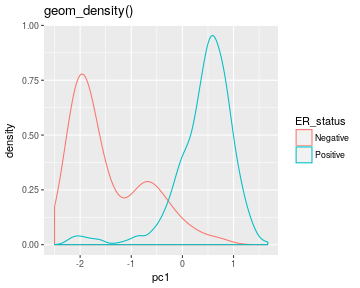 geom_density()
1.00
0.75
0.50
0.25
0.00
density
-2
-1
0
1
pc1
ER_status
Negative
Positive